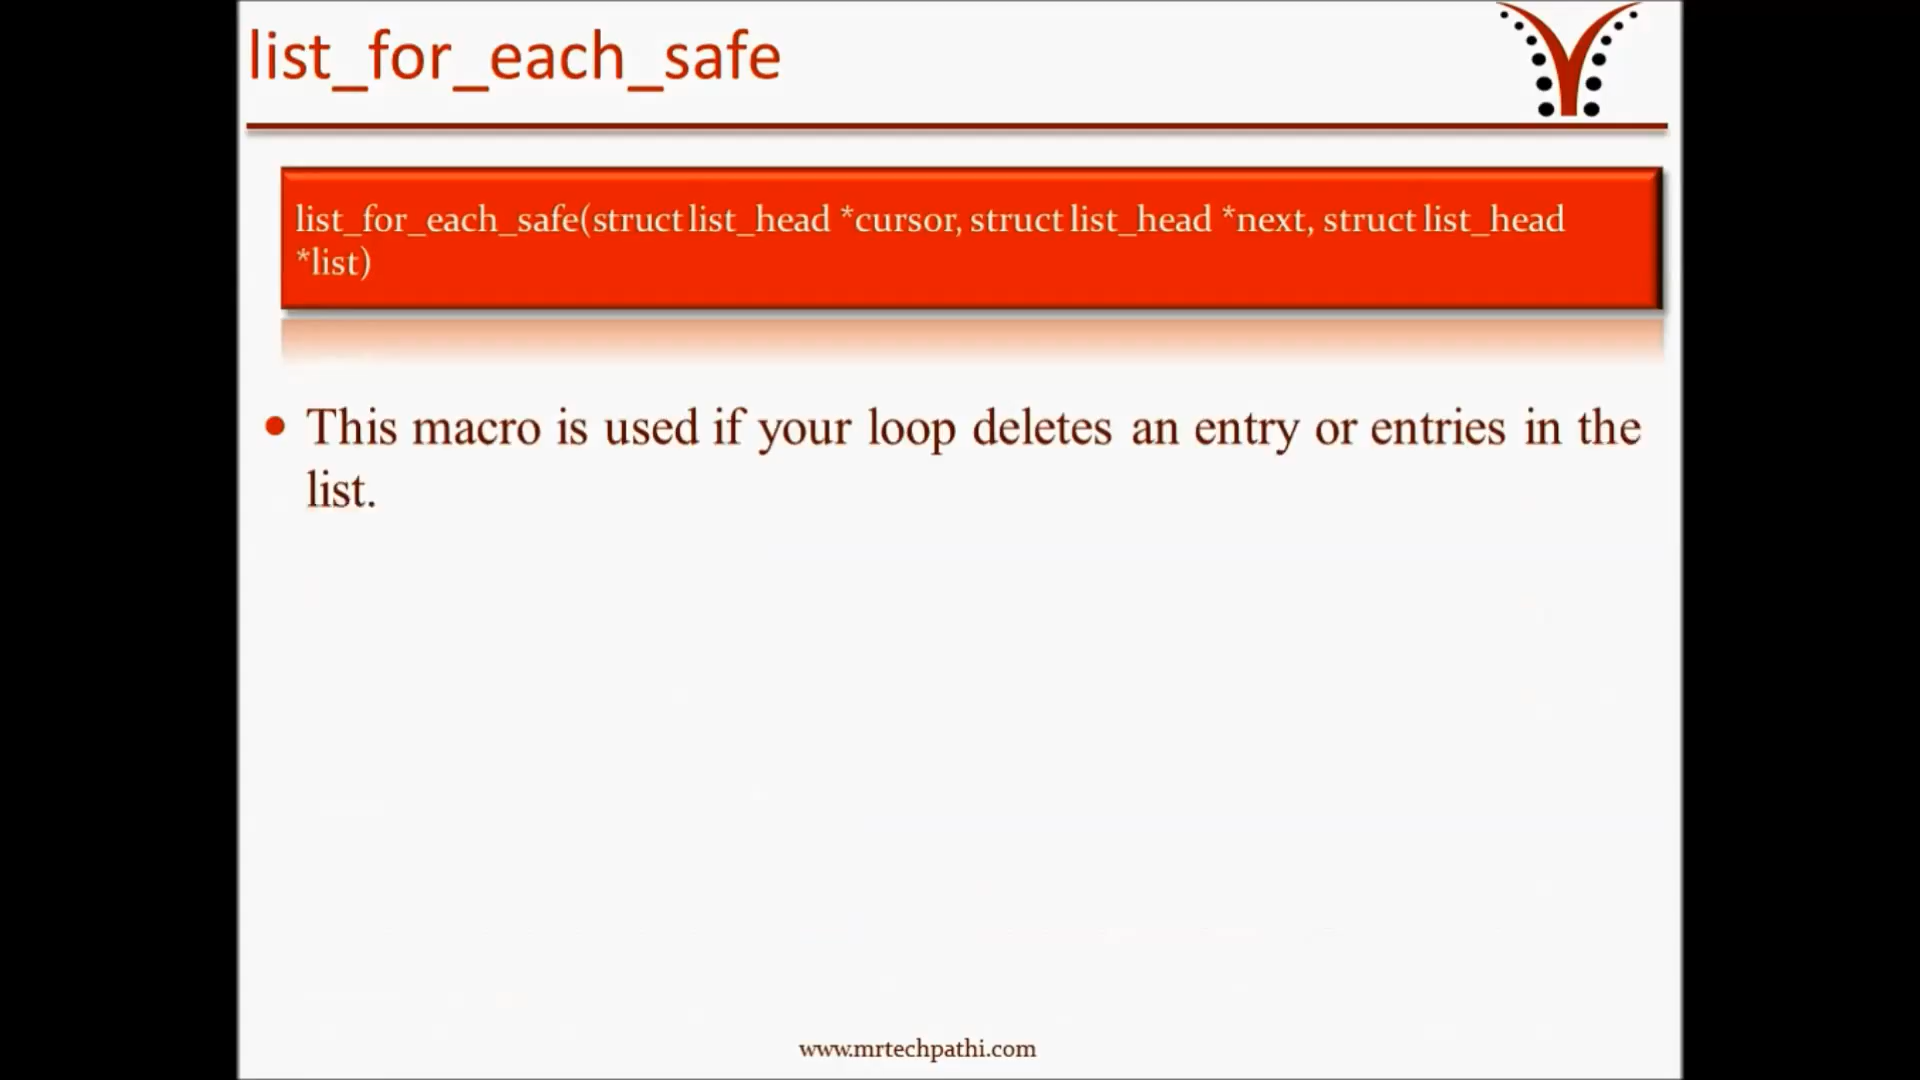 list_for_each_safe
list_for_each_safe(struct list_head *cursor, struct list_head *next, struct list_head
*list)
• This macro is used if your loop deletes an entry or entries in the
list.
www.mrtechpathi.com